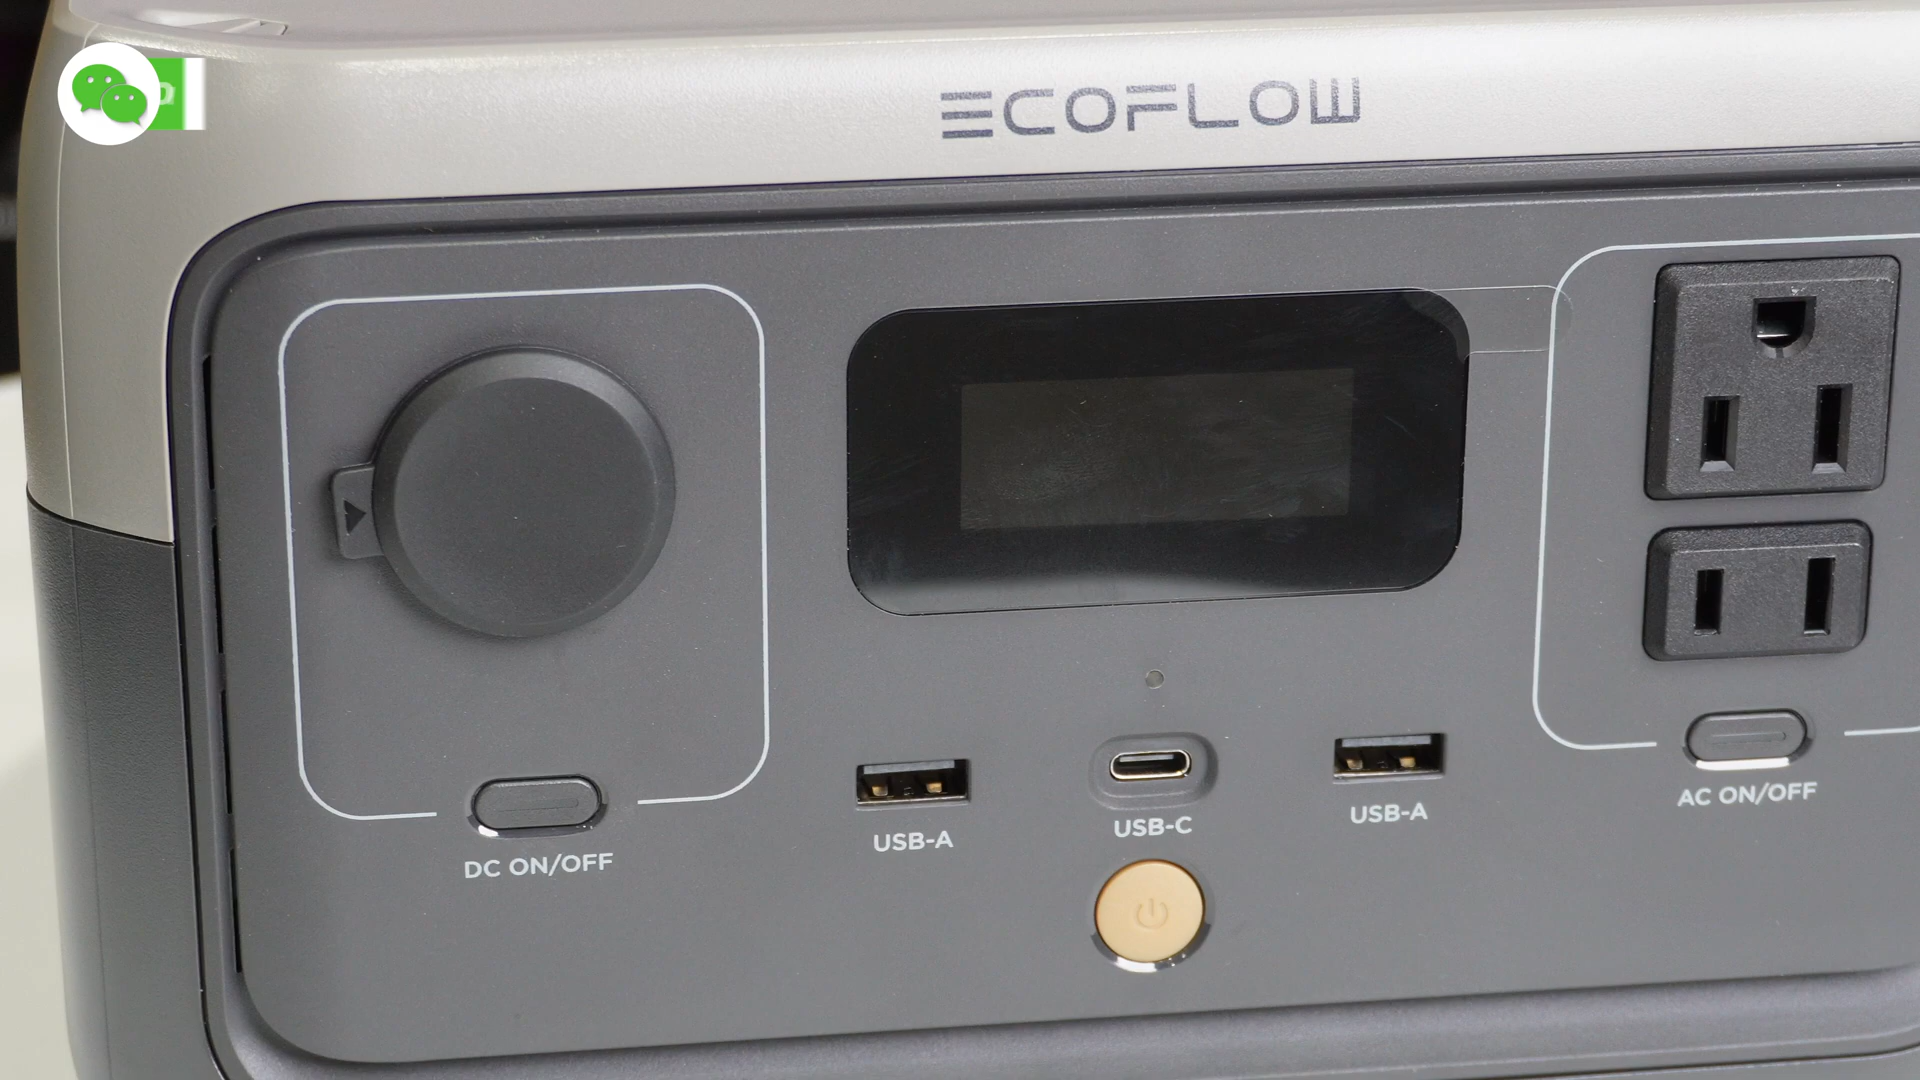 ECOFLOW
USB-A
USB-C
USB-A
AC ON/OFF
DC ON/OFF